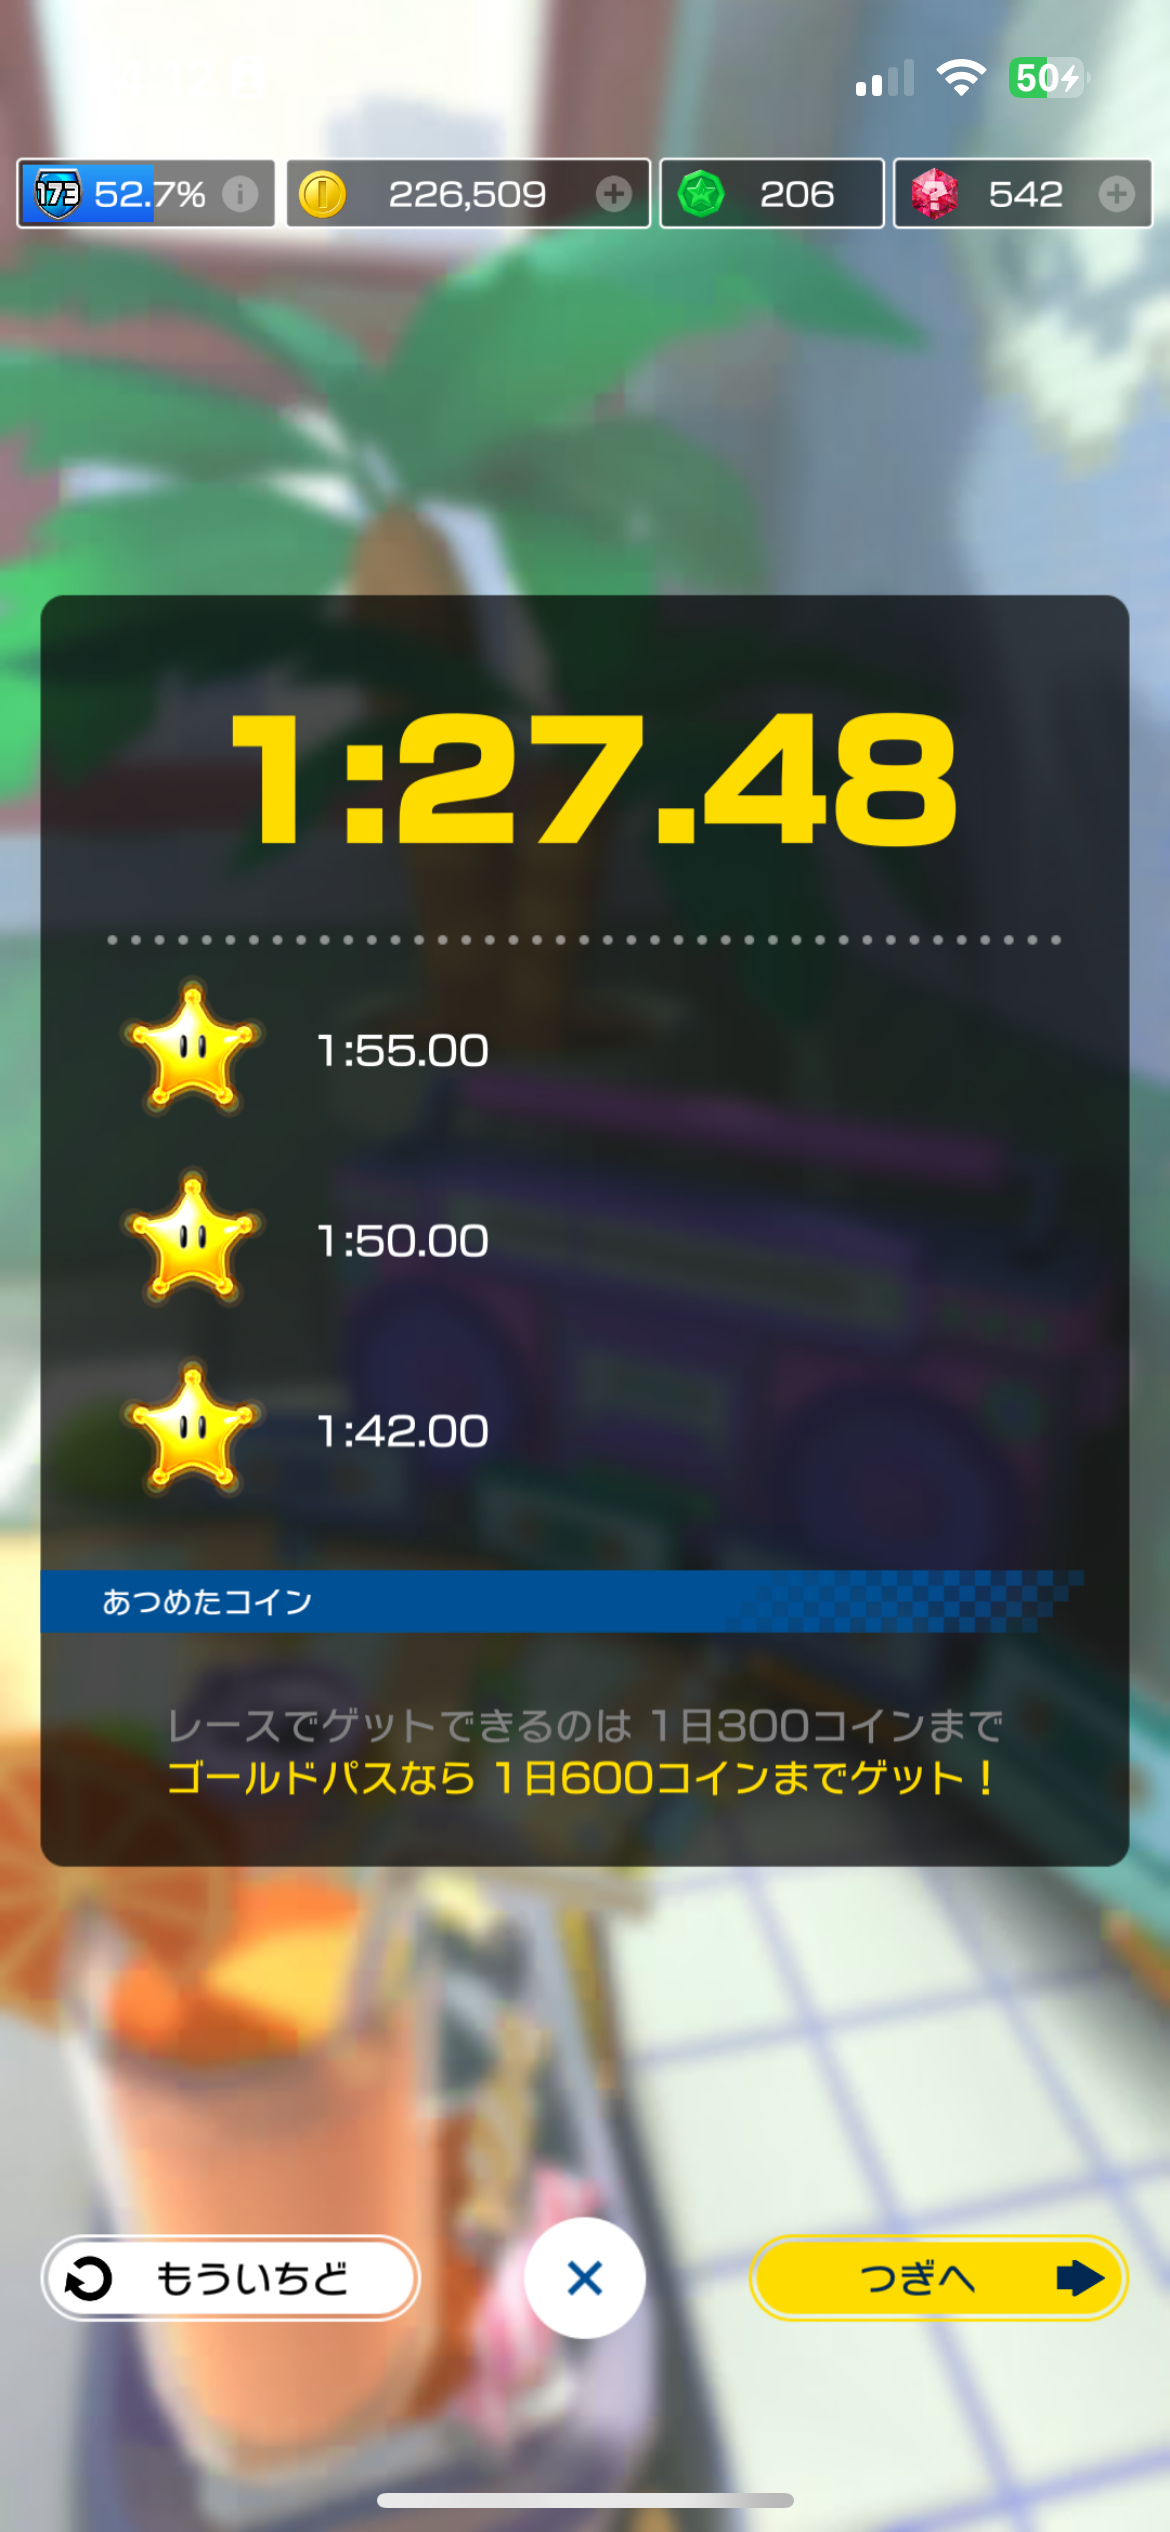 50
173 52.7% i 226,509 + 206 542 +
1:27.48
1:55.00
1:50.00
1:42.00
あつめたコイン
レースでゲットできるのは 1日300コインまで
ゴールドパスなら 1日600コインまでゲット！
もういちど × つぎへ